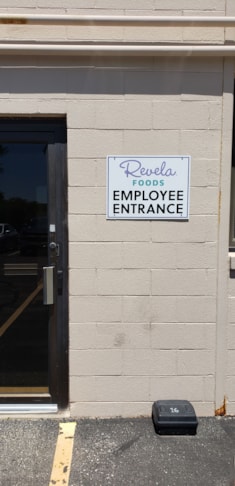 Revela
FOODS
EMPLOYEE
ENTRANCE
16